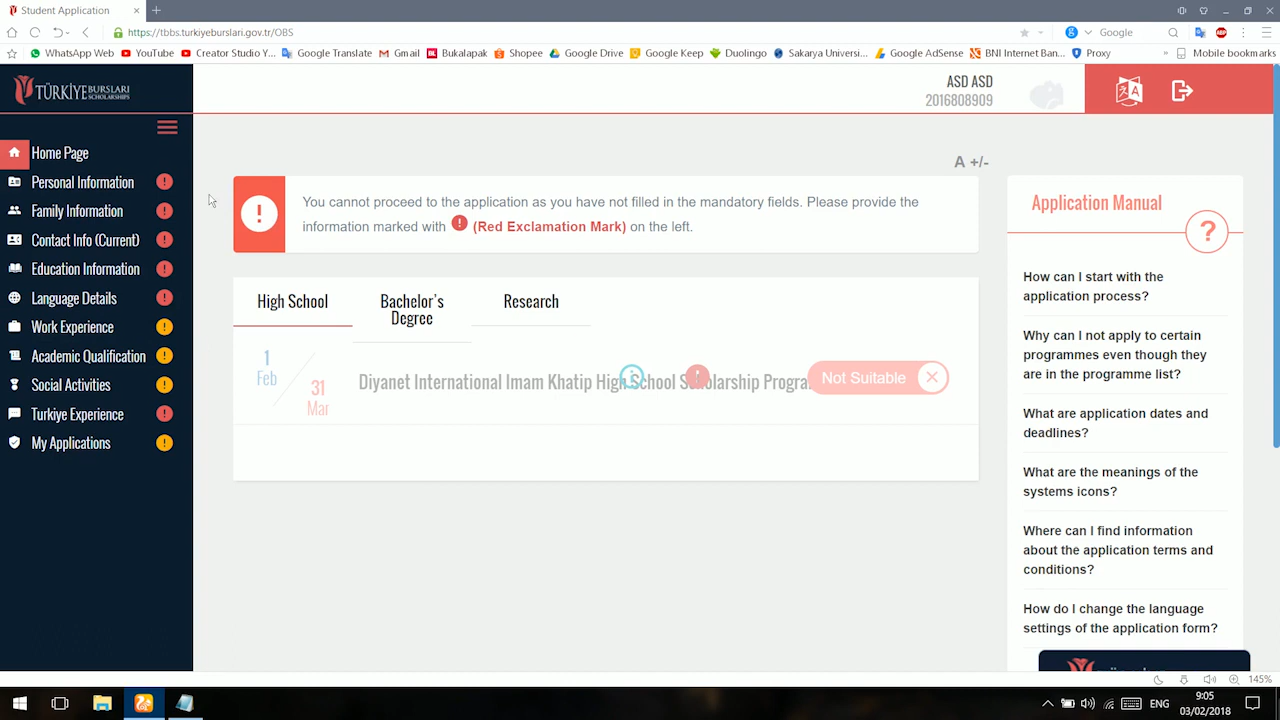 Student Application
https://tbbs.turkiyeburslari.gov.tr/OBS
Google
WhatsApp Web
YouTube
Creator Studio Y...
Google Translate
Gmail
Bukalapak
Shopee
Google Drive
Google Keep
Duolingo
Sakarya Universi...
Google AdSense
BNI Internet Ban...
Proxy
Mobile bookmarks
TÜRKİYE BURSLARI
SCHOLARSHIPS
ASD ASD
2016808909
Home Page
Personal Information
Family Information
Contact Info (Current)
Education Information
Language Details
Work Experience
Academic Qualification
Social Activities
Turkiye Experience
My Applications
A +/-
You cannot proceed to the application as you have not filled in the mandatory fields. Please provide the
information marked with ! (Red Exclamation Mark) on the left.
High School
Bachelor`s
Degree
Research
1
Feb
31
Mar
Diyanet International Imam Khatip High School Scholarship Progra
Not Suitable
Application Manual
?
How can I start with the
application process?
Why can I not apply to certain
programmes even though they
are in the programme list?
What are application dates and
deadlines?
What are the meanings of the
systems icons?
Where can I find information
about the application terms and
conditions?
How do I change the language
settings of the application form?
145%
ENG
9:05
03/02/2018